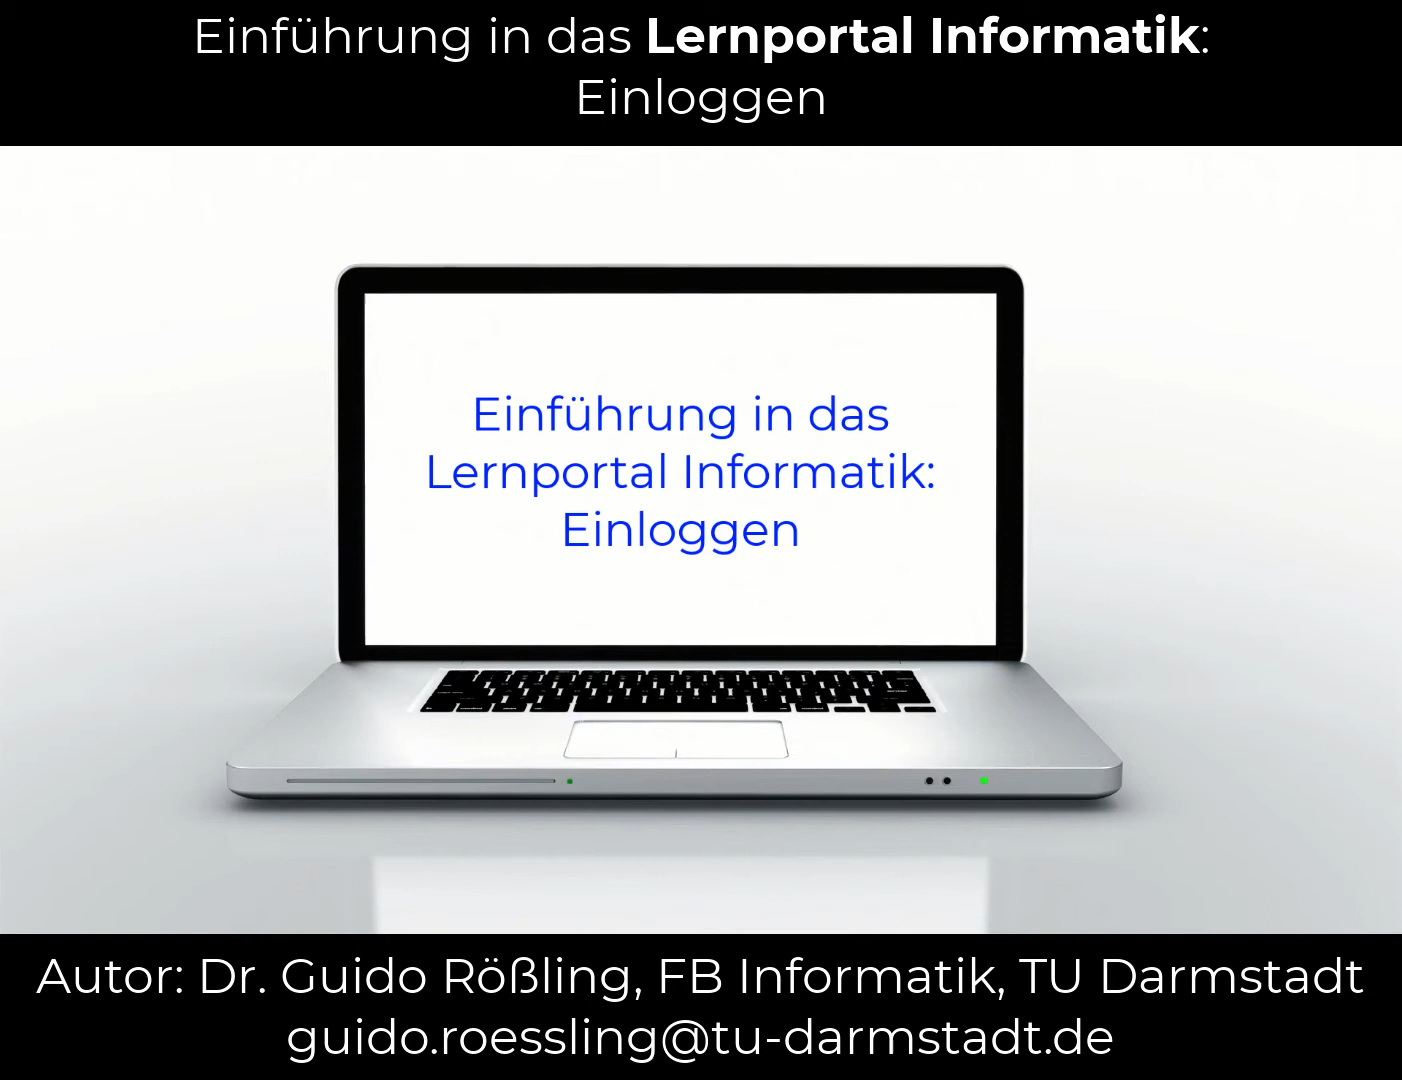 Einführung in das Lernportal Informatik:
Einloggen
Einführung in das
Lernportal Informatik:
Einloggen
Autor: Dr. Guido Rößling, FB Informatik, TU Darmstadt
guido.roessling@tu-darmstadt.de